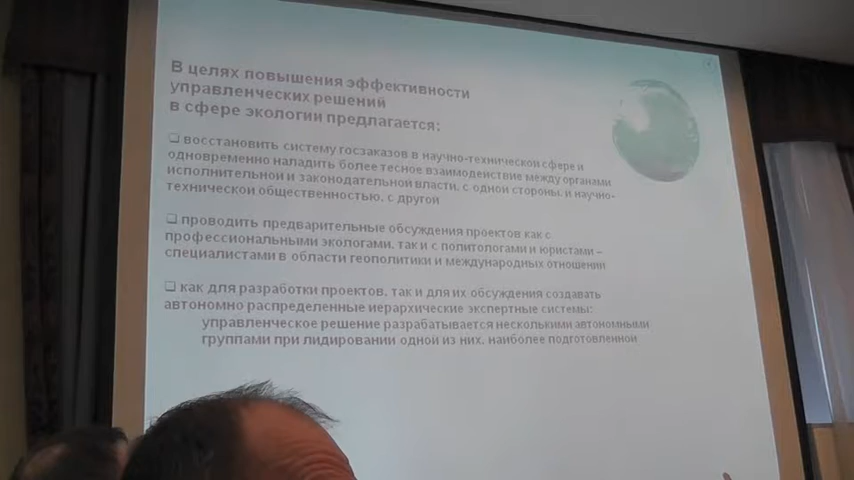 В целях повышения эффективности
управленческих решений
в сфере экологии предлагается:
восстановить систему госзаказов в научно-технической сфере и
одновременно наладить более тесное взаимодействие между органами
исполнительной и законодательной власти, с одной стороны, и научно-
технической общественностью, с другой
проводить предварительные обсуждения проектов как с
профессиональными экологами, так и с политологами и юристами –
специалистами в области геополитики и международных отношений
как для разработки проектов, так и для их обсуждения создавать
автономно распределенные иерархические экспертные системы:
управленческое решение разрабатывается несколькими автономными
группами при лидировании одной из них, наиболее подготовленной